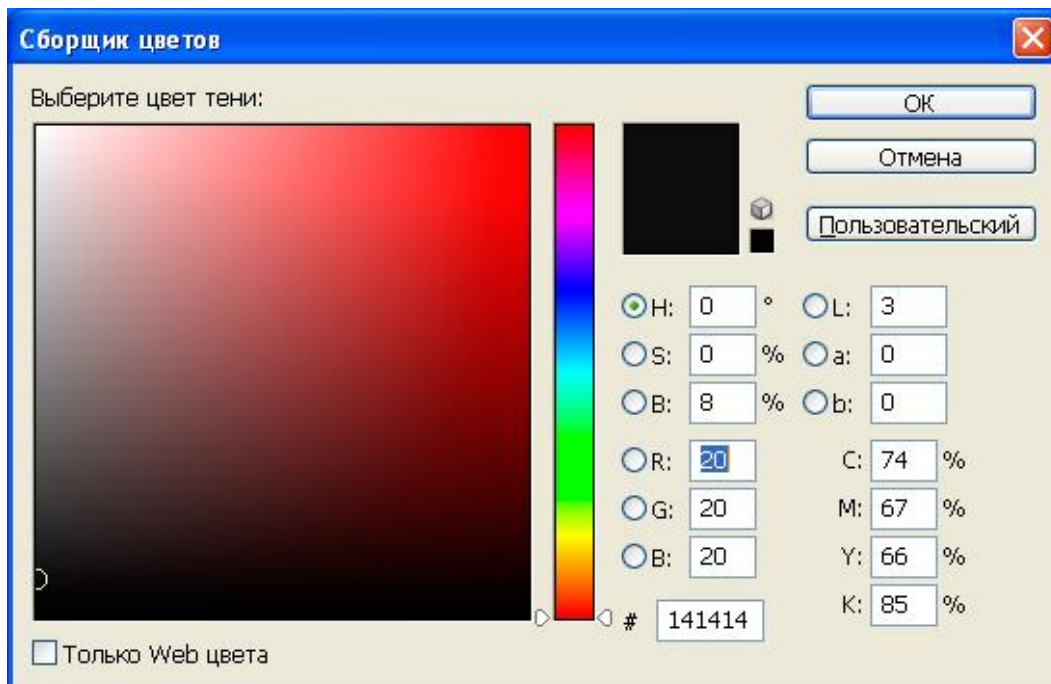 Сборщик цветов
Выберите цвет тени:
ОК
Отмена
Пользовательский
H: 0 ° L: 3
S: 0 % a: 0
B: 8 % b: 0
R: 20 C: 74 %
G: 20 M: 67 %
B: 20 Y: 66 %
# 141414 K: 85 %
Только Web цвета